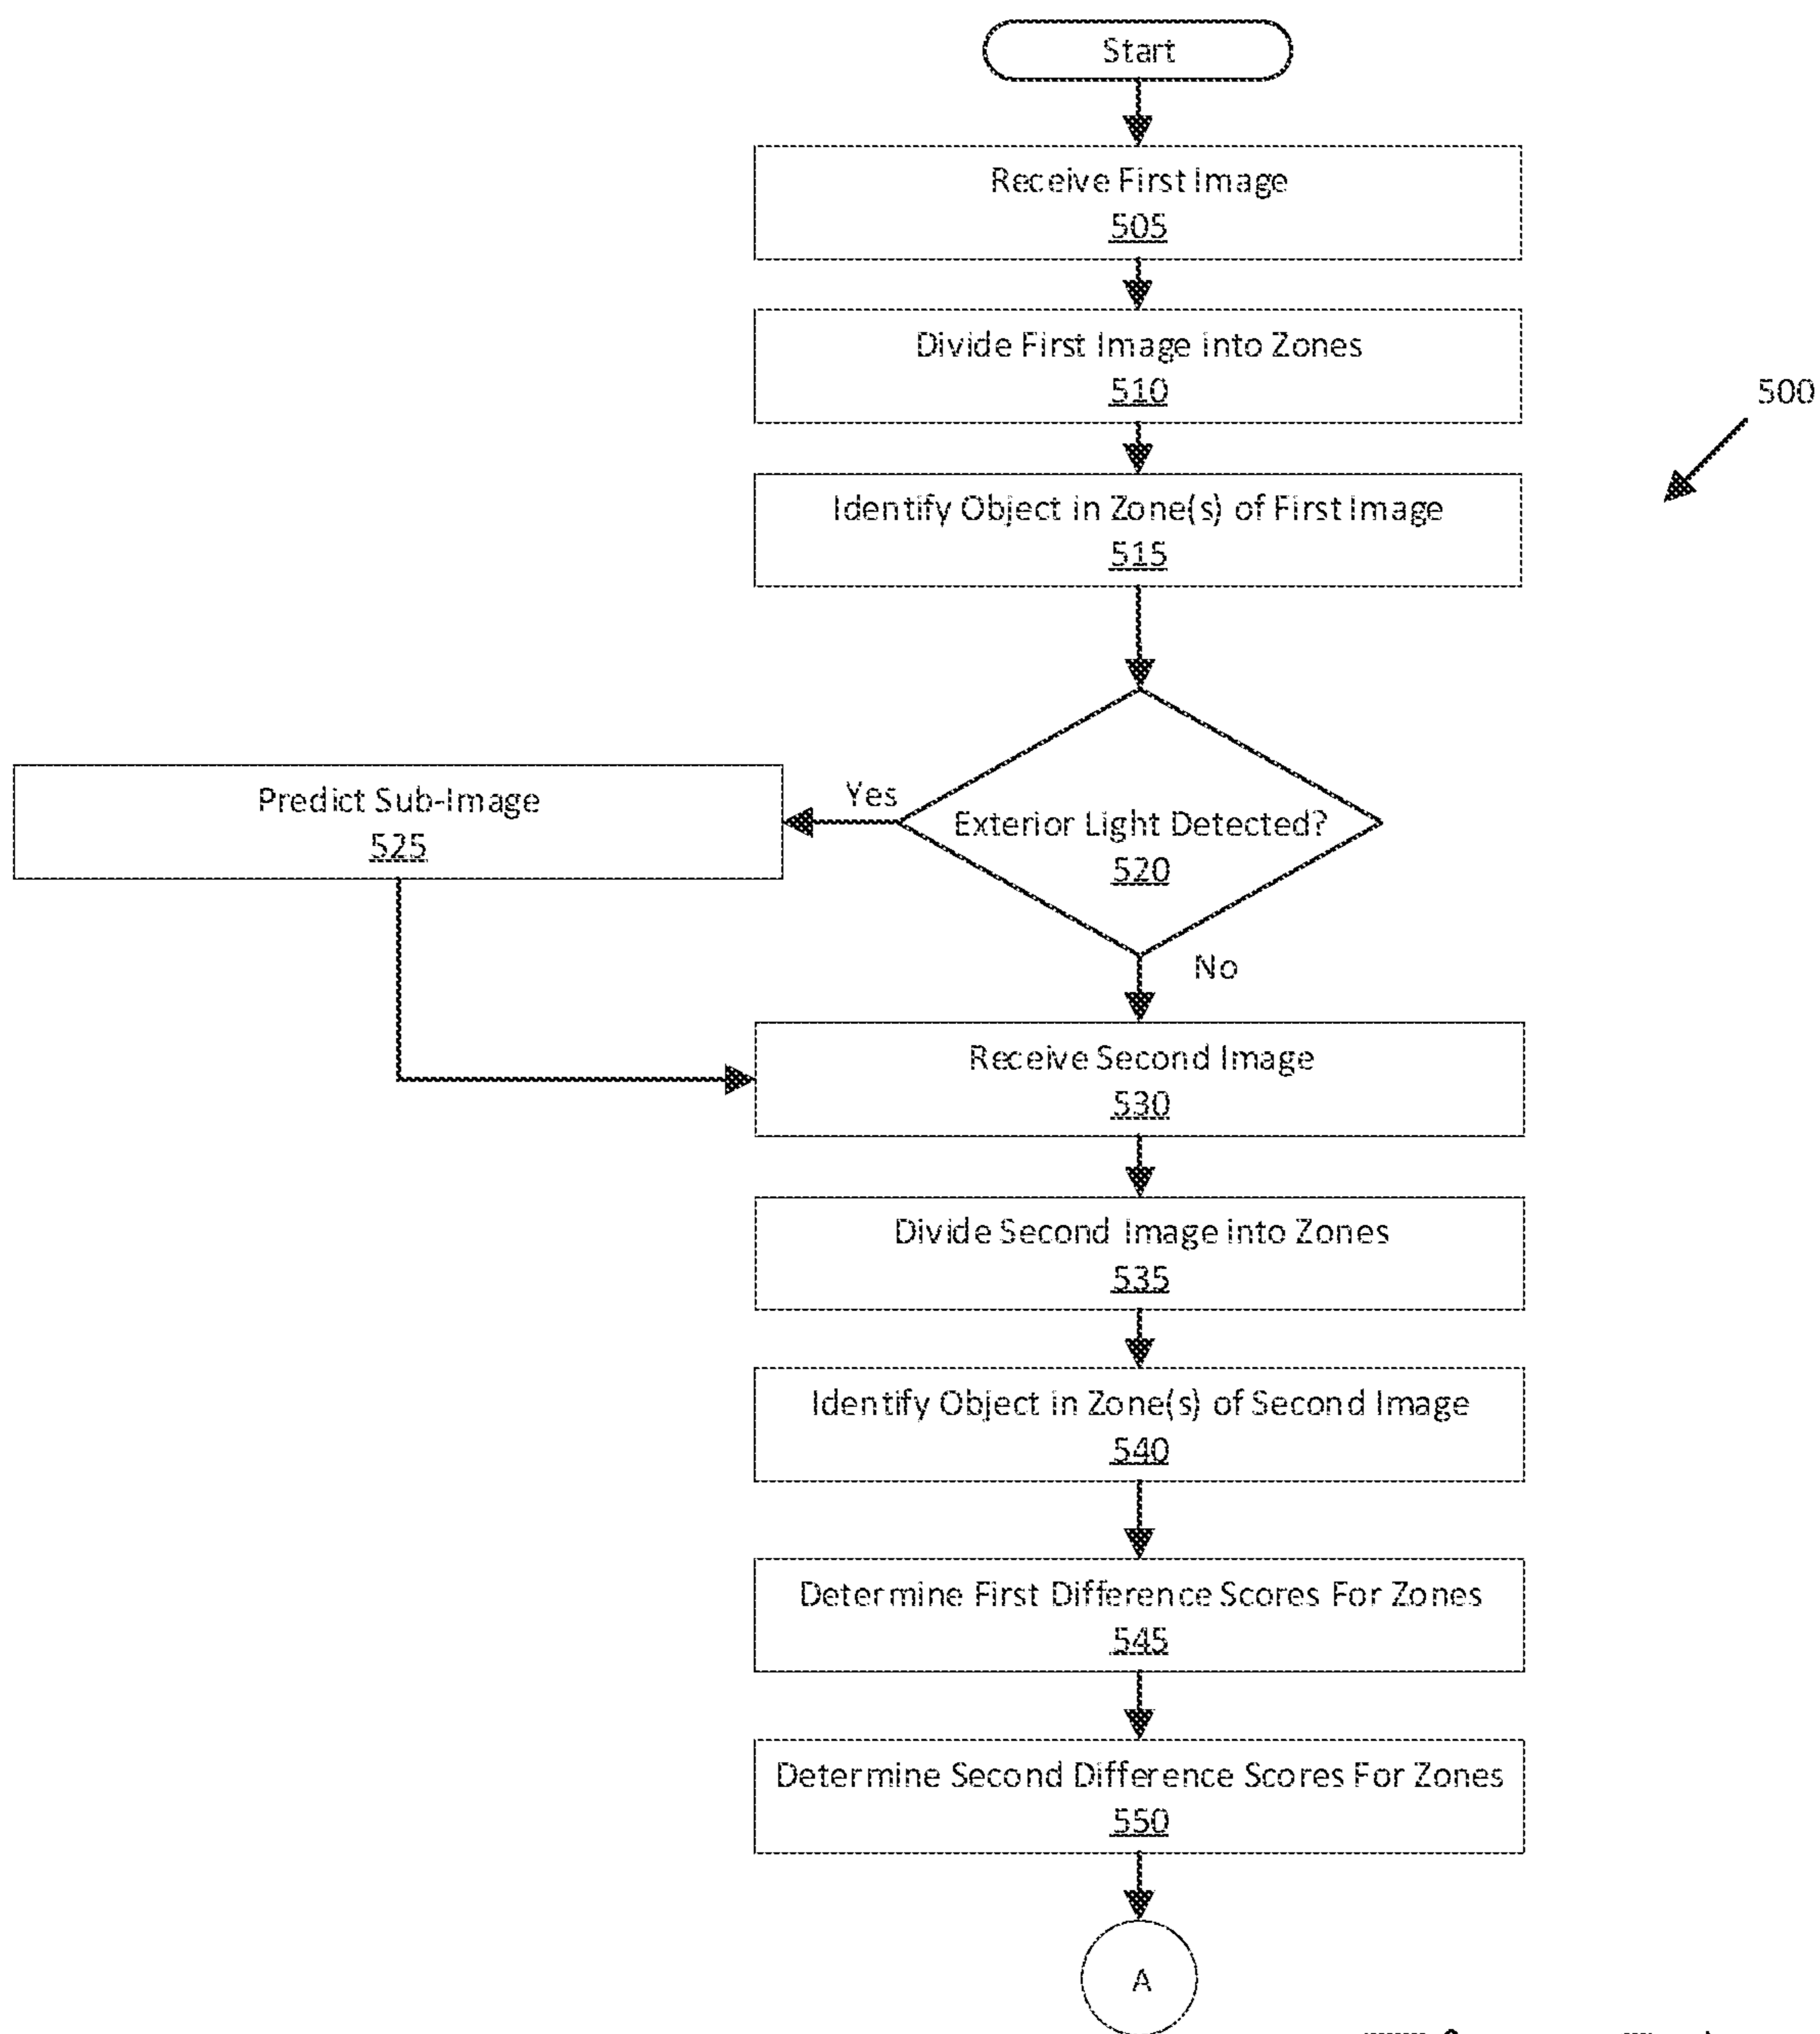 Start
Receive First Image
505
Divide First Image into Zones
510
500
Identify Object in Zone(s) of First Image
515
Exterior Light Detected?
520
Yes
Predict Sub-Image
525
No
Receive Second Image
530
Divide Second Image into Zones
535
Identify Object in Zone(s) of Second Image
540
Determine First Difference Scores For Zones
545
Determine Second Difference Scores For Zones
550
A